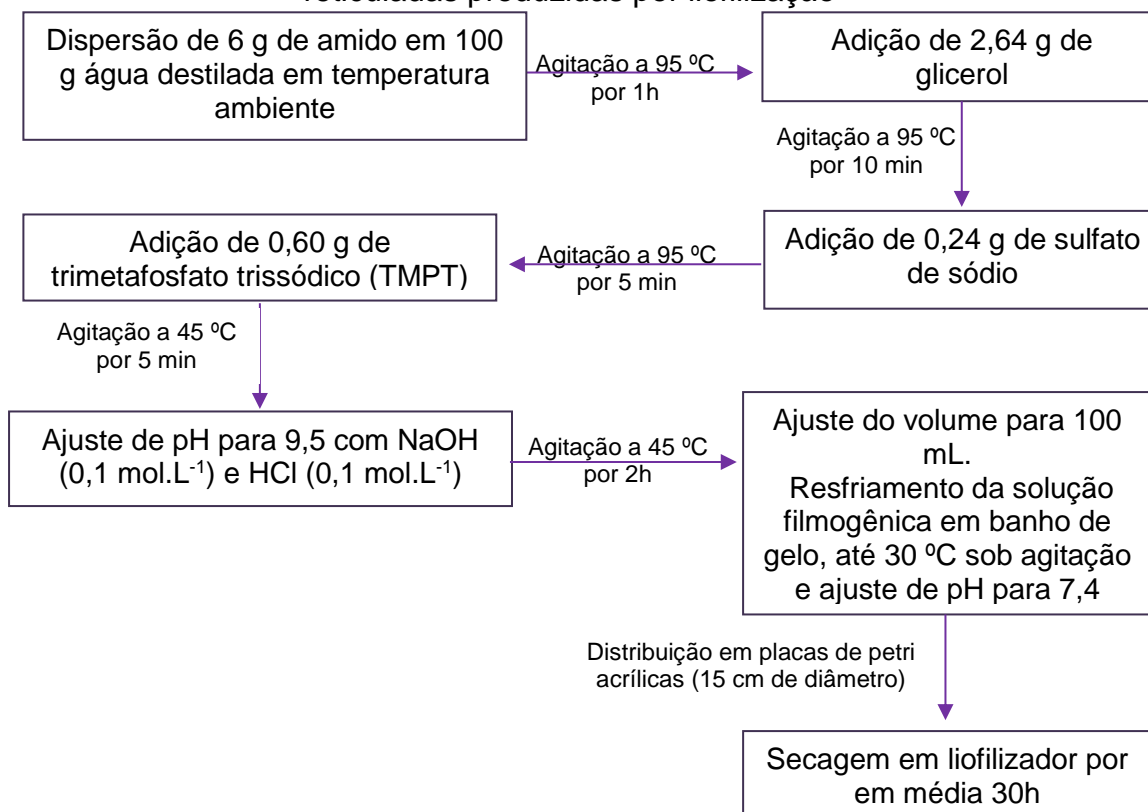 reticuladas produzidas por liofilização
Dispersão de 6 g de amido em 100
g água destilada em temperatura
ambiente
Agitação a 95 ºC
por 1h
Adição de 2,64 g de
glicerol
Agitação a 95 ºC
por 10 min
Adição de 0,24 g de sulfato
de sódio
Agitação a 95 ºC
por 5 min
Adição de 0,60 g de
trimetafosfato trissódico (TMPT)
Agitação a 45 ºC
por 5 min
Ajuste de pH para 9,5 com NaOH
(0,1 mol.L⁻¹) e HCl (0,1 mol.L⁻¹)
Agitação a 45 ºC
por 2h
Ajuste do volume para 100
mL.
Resfriamento da solução
filmogênica em banho de
gelo, até 30 ºC sob agitação
e ajuste de pH para 7,4
Distribuição em placas de petri
acrílicas (15 cm de diâmetro)
Secagem em liofilizador por
em média 30h